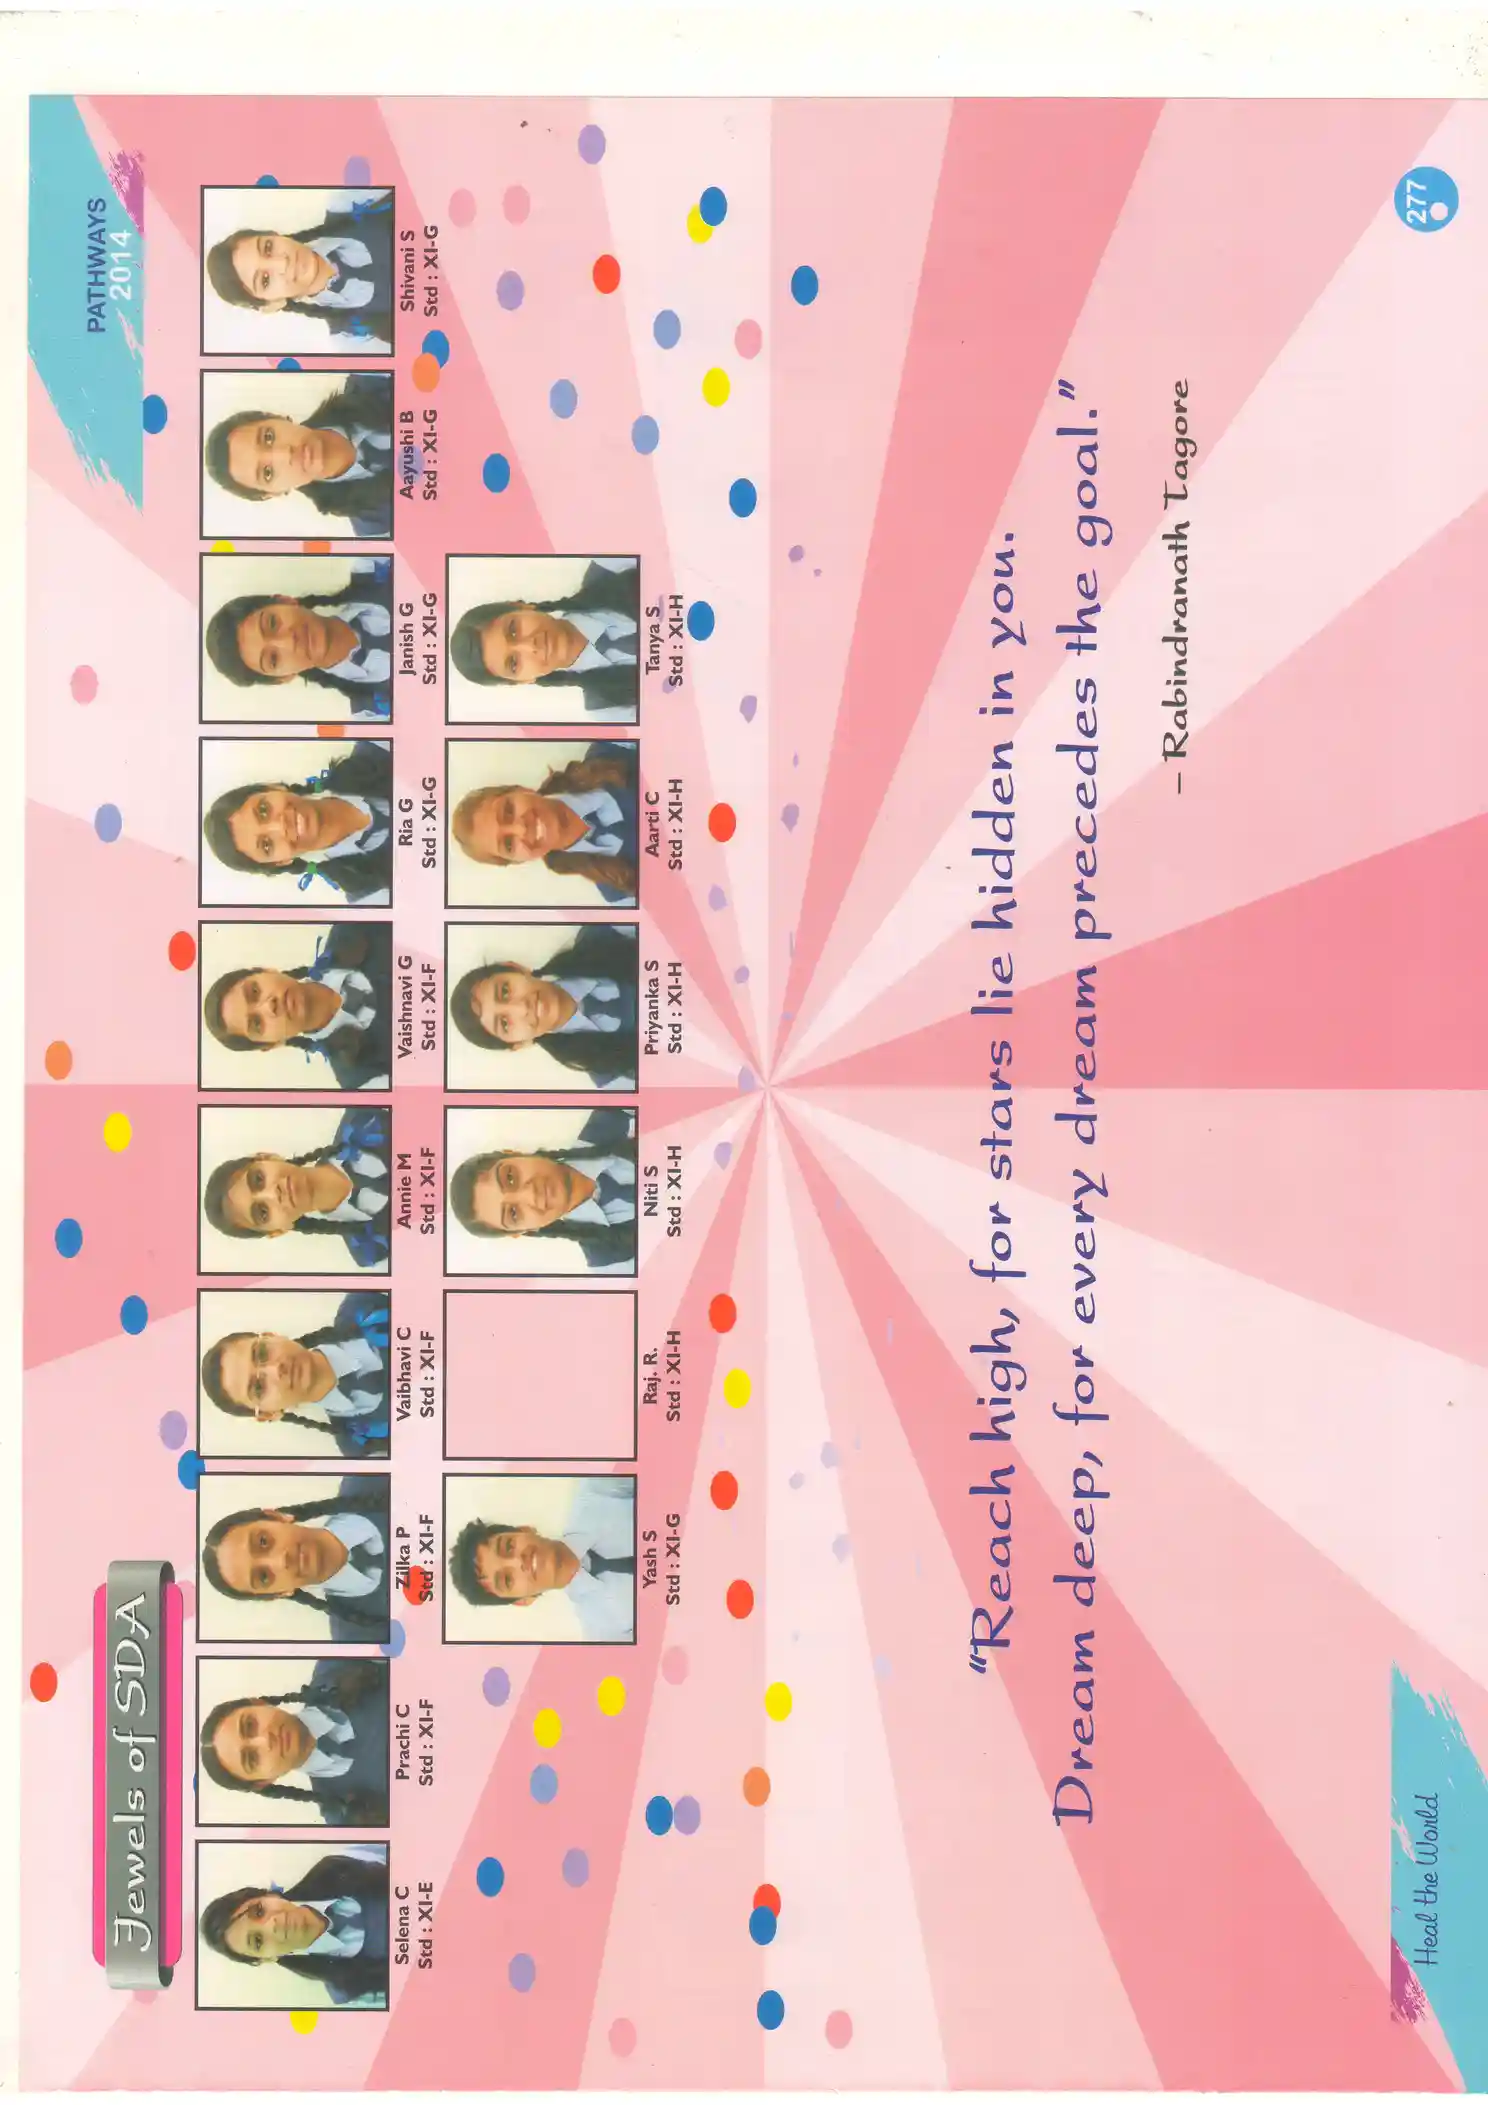 PATHWAYS
2014
Jewels of SDA
Selena C
Std : XI-E
Prachi C
Std : XI-F
Zilka P
Std : XI-F
Vaibhavi C
Std : XI-F
Annie M
Std : XI-F
Vaishnavi G
Std : XI-F
Ria G
Std : XI-G
Janish G
Std : XI-G
Aayushi B
Std : XI-G
Shivani S
Std : XI-G
Yash S
Std : XI-G
Raj. R.
Std : XI-H
Niti S
Std : XI-H
Priyanka S
Std : XI-H
Aarti C
Std : XI-H
Tanya S
Std : XI-H
“Reach high, for stars lie hidden in you.
Dream deep, for every dream precedes the goal.”
– Rabindranath Tagore
Heal the World
277